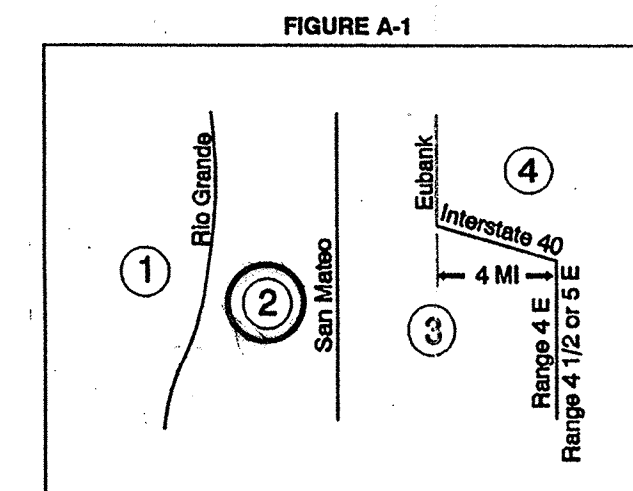 FIGURE A-1
Rio Grande
Eubank
4
Interstate 40
1
2
San Mateo
4 MI
3
Range 4 E
Range 4 1/2 or 5 E